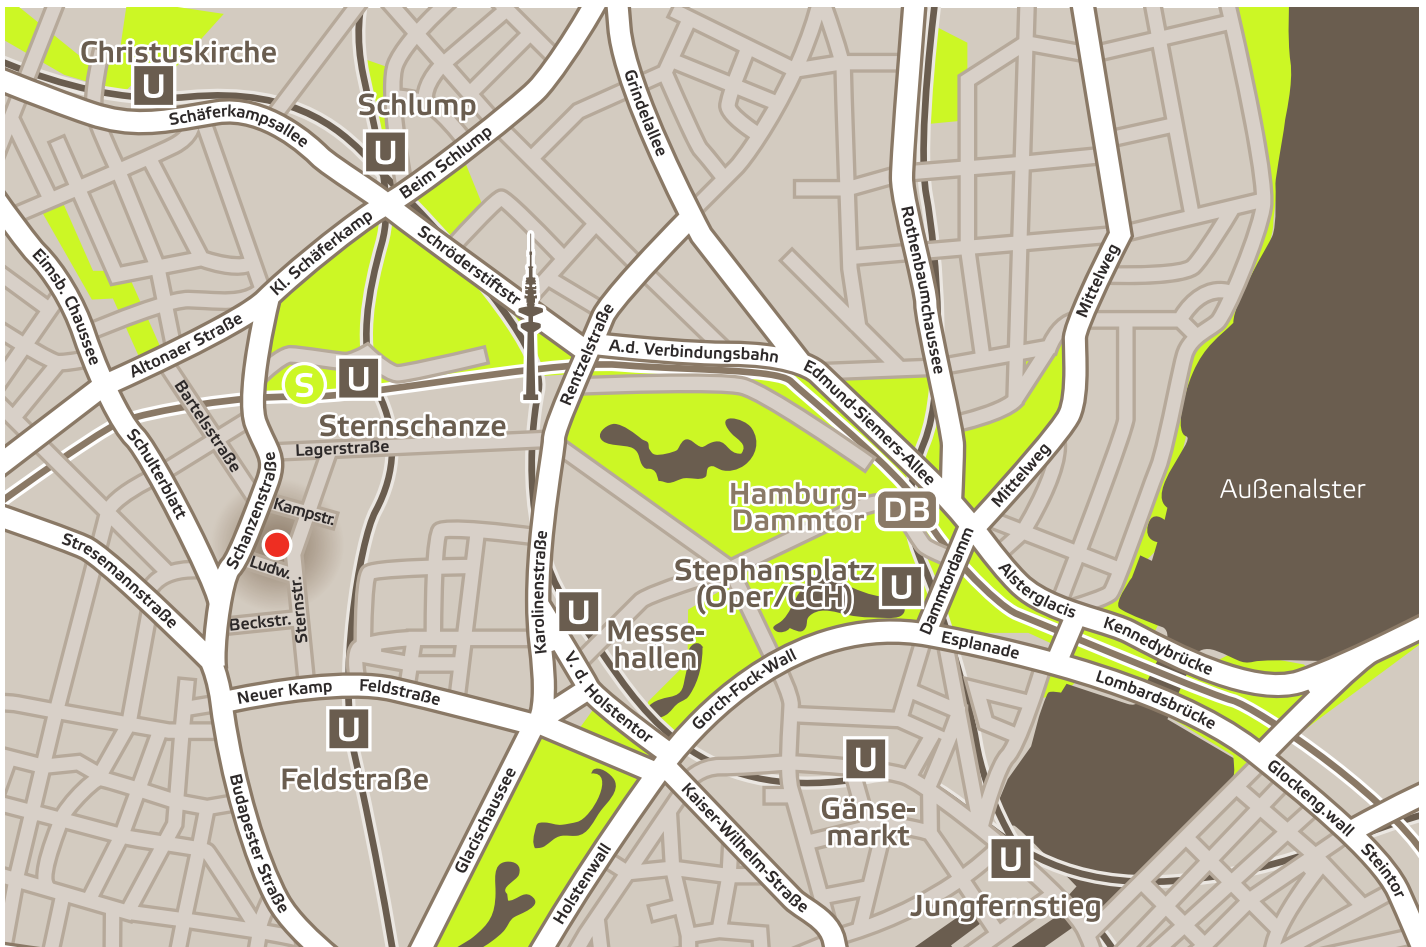 Christuskirche
U
Schäferkampsallee
Schlump
U
Beim Schlump
Grindelallee
Kl. Schäferkamp
Schröderstiftstr
Rothenbaumchaussee
Mittelweg
Eimsb. Chaussee
Altonaer Straße
Rentzelstraße
A.d. Verbindungsbahn
Edmund-Siemers-Allee
S
U
Sternschanze
Bartelsstraße
Lagerstraße
Schulterblatt
Schanzenstraße
Kampstr.
Ludw.
Sternstr.
Beckstr.
Stresemannstraße
Mittelweg
Außenalster
Hamburg-
Dammtor
DB
Stephansplatz
(Oper/CCH)
U
Dammtordamm
Alsterglacis
Kennedybrücke
Esplanade
Lombardsbrücke
Karolinenstraße
U
Messe-
hallen
V. d. Holstentor
Gorch-Fock-Wall
Neuer Kamp
Feldstraße
U
Feldstraße
Budapester Straße
Glacischaussee
Holstenwall
Kaiser-Wilhelm-Straße
U
Gänse-
markt
U
Jungfernstieg
Glockeng.wall
Steintor